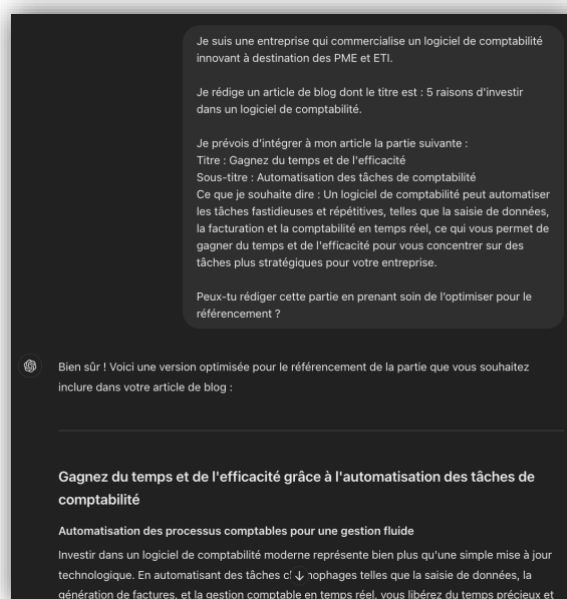 Je suis une entreprise qui commercialise un logiciel de comptabilité
innovant à destination des PME et ETI.
Je rédige un article de blog dont le titre est : 5 raisons d'investir
dans un logiciel de comptabilité.
Je prévois d'intégrer à mon article la partie suivante :
Titre : Gagnez du temps et de l'efficacité
Sous-titre : Automatisation des tâches de comptabilité
Ce que je souhaite dire : Un logiciel de comptabilité peut automatiser
les tâches fastidieuses et répétitives, telles que la saisie de données,
la facturation et la comptabilité en temps réel, ce qui vous permet de
gagner du temps et de l'efficacité pour vous concentrer sur des
tâches plus stratégiques pour votre entreprise.
Peux-tu rédiger cette partie en prenant soin de l'optimiser pour le
référencement ?
Bien sûr ! Voici une version optimisée pour le référencement de la partie que vous souhaitez
inclure dans votre article de blog :
Gagnez du temps et de l'efficacité grâce à l'automatisation des tâches de
comptabilité
Automatisation des processus comptables pour une gestion fluide
Investir dans un logiciel de comptabilité moderne représente bien plus qu'une simple mise à jour
technologique. En automatisant des tâches telles que la saisie de données, la
génération de factures, et la gestion comptable en temps réel, vous libérez du temps précieux et